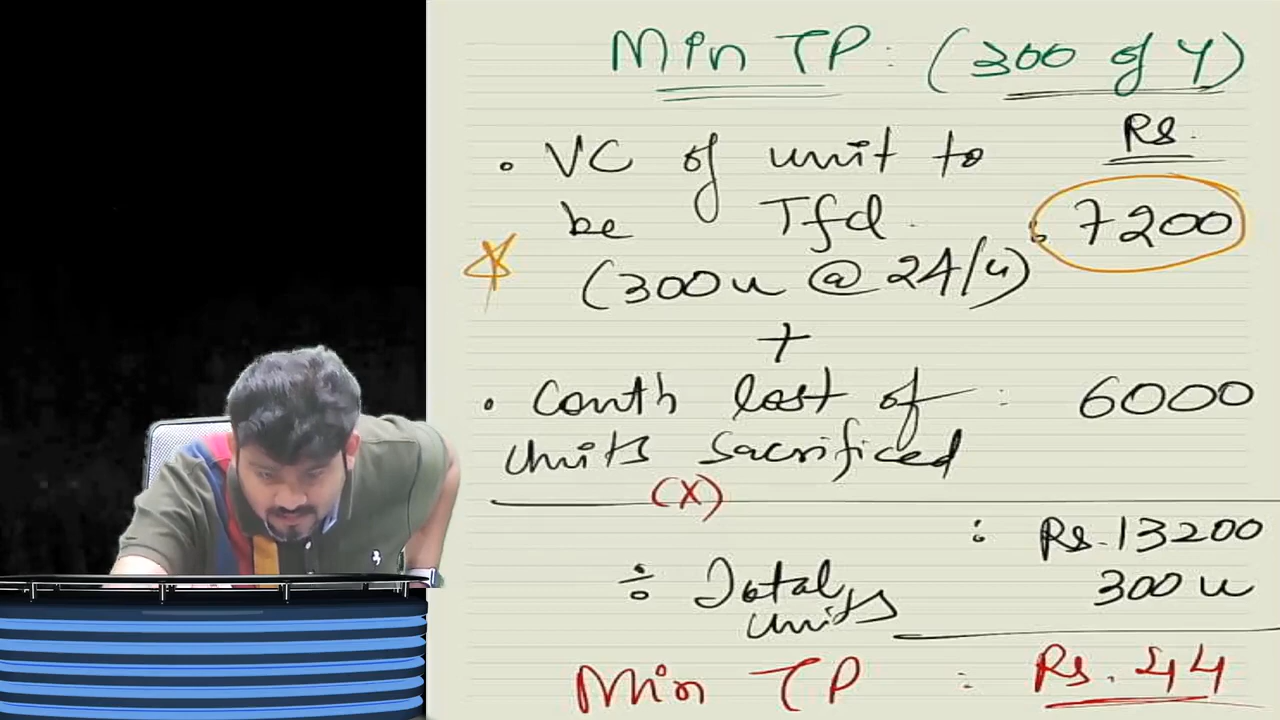 Min TP: (300 of Y)
Rs.
• VC of unit to
be Tfd. : 7200
(300u @ 24/u)
+
• Contn lost of : 6000
units sacrificed
(X)
: Rs. 13200
÷ Total units 300 u
Min TP : Rs. 44